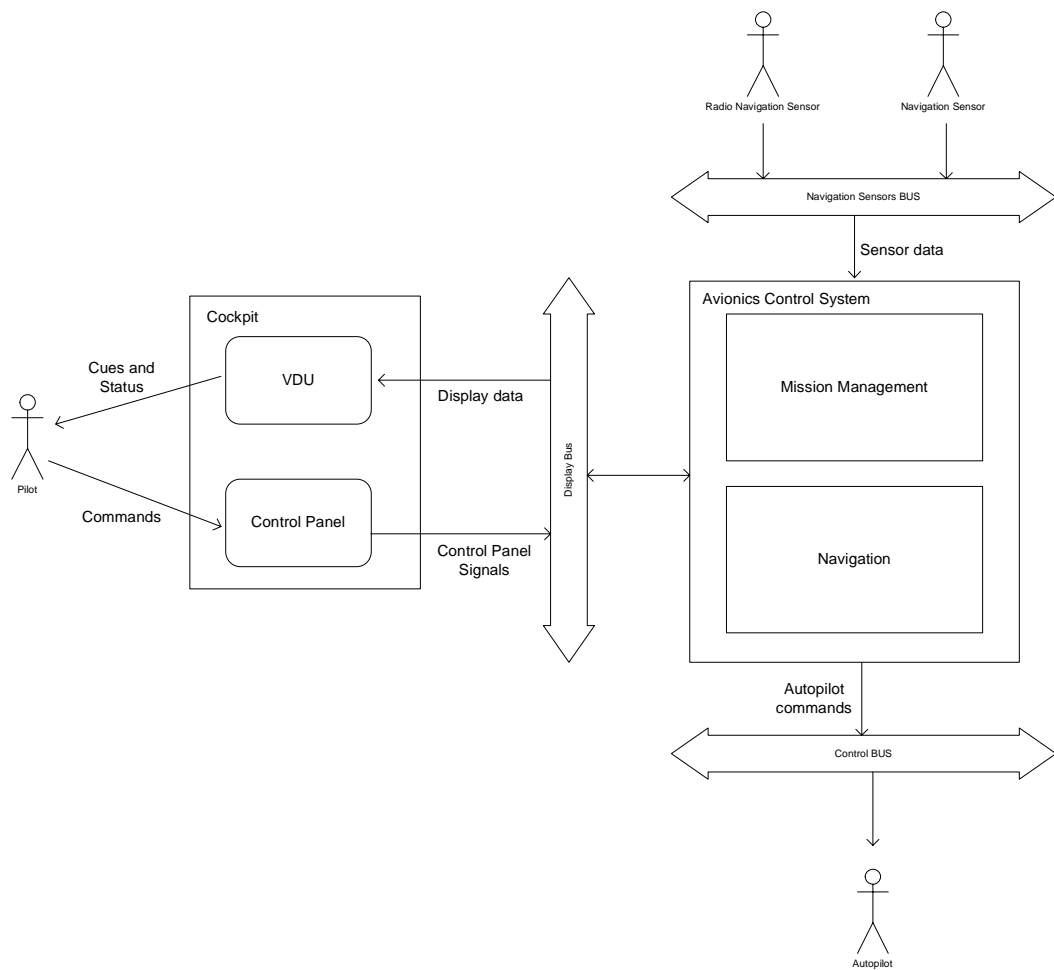 Radio Navigation Sensor
Navigation Sensor
Navigation Sensors BUS
Sensor data
Avionics Control System
Mission Management
Navigation
Cockpit
VDU
Control Panel
Cues and
Status
Commands
Pilot
Display data
Control Panel
Signals
Display Bus
Autopilot
commands
Control BUS
Autopilot